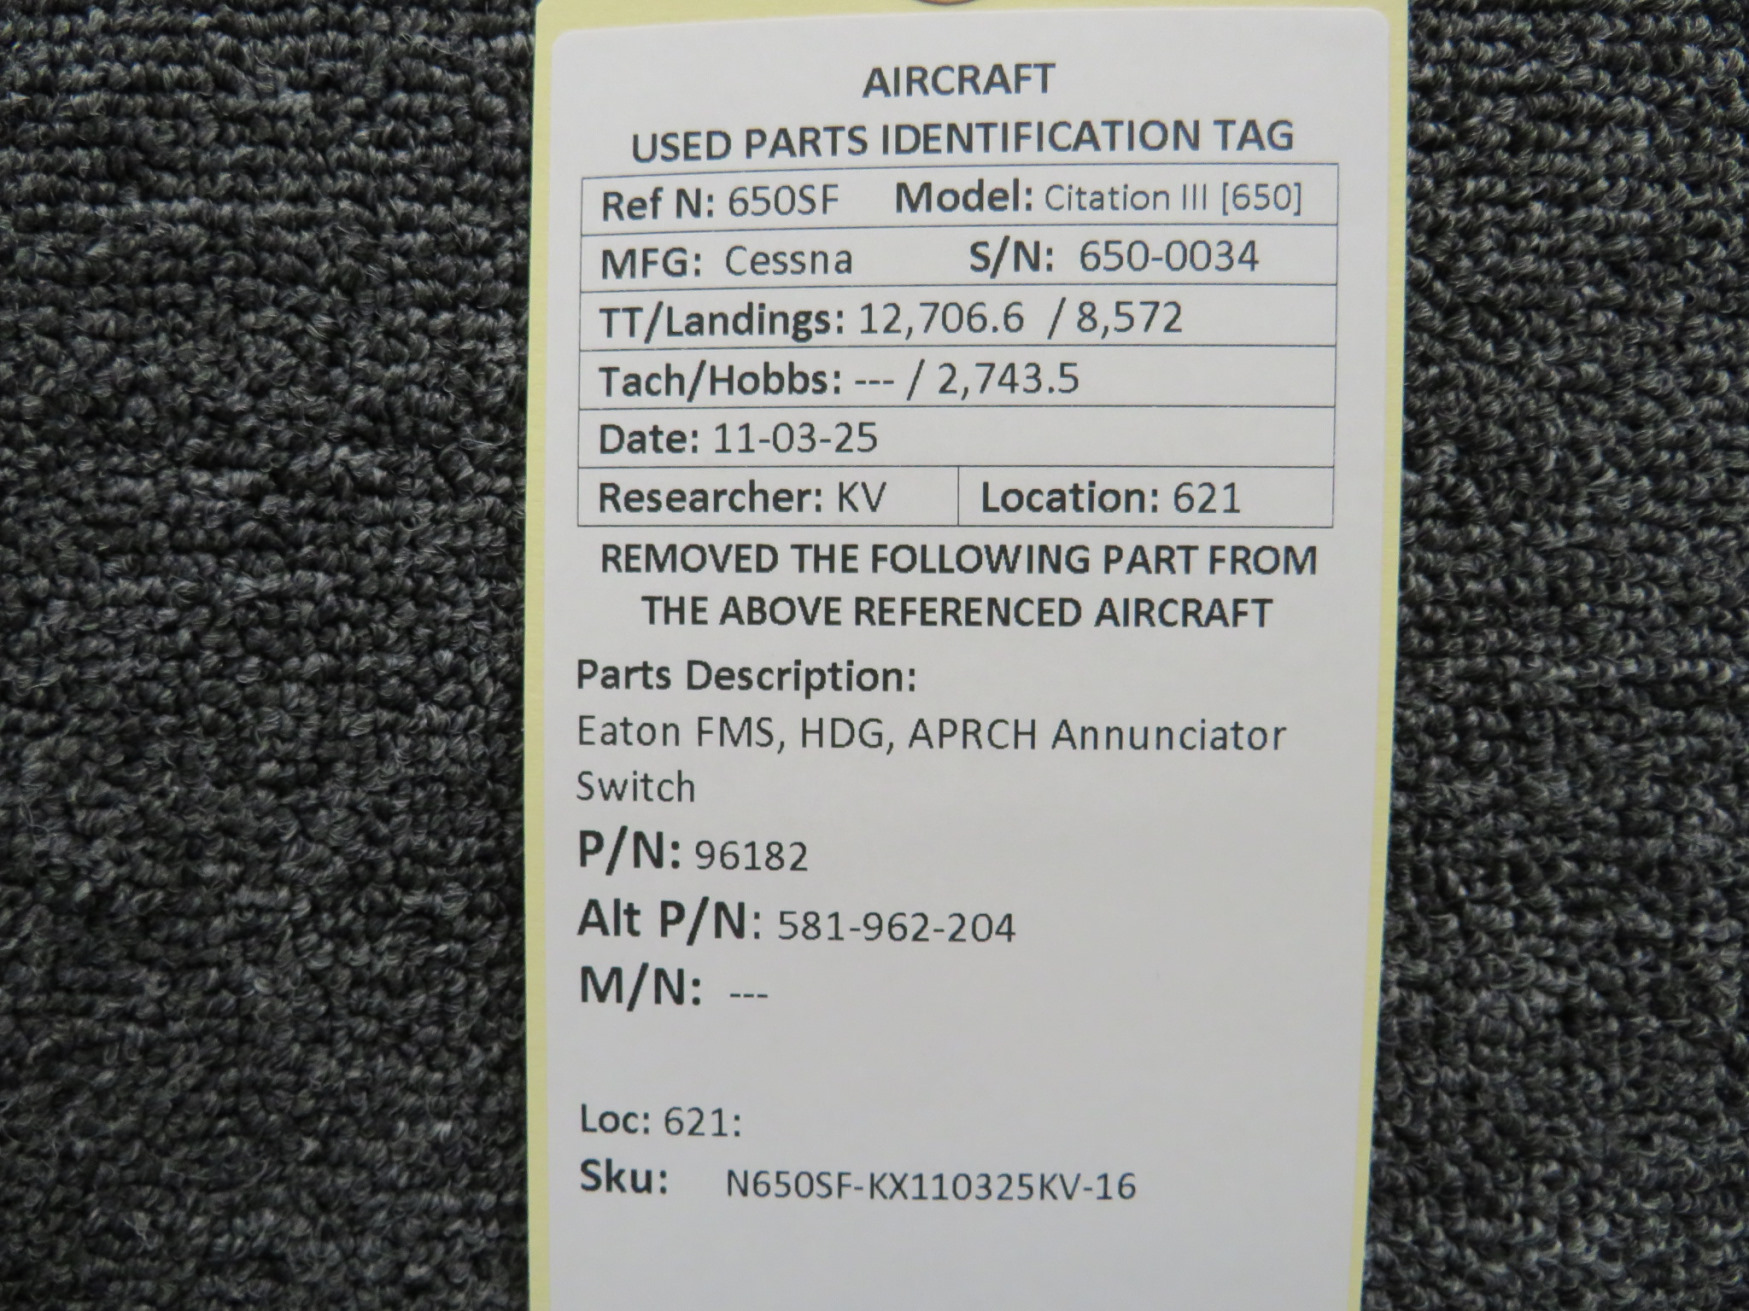 AIRCRAFT
USED PARTS IDENTIFICATION TAG
Ref N: 650SF Model: Citation III [650]
MFG: Cessna S/N: 650-0034
TT/Landings: 12,706.6 / 8,572
Tach/Hobbs: --- / 2,743.5
Date: 11-03-25
Researcher: KV Location: 621
REMOVED THE FOLLOWING PART FROM
THE ABOVE REFERENCED AIRCRAFT
Parts Description:
Eaton FMS, HDG, APRCH Annunciator
Switch
P/N: 96182
Alt P/N: 581-962-204
M/N: ---
Loc: 621:
Sku: N650SF-KX110325KV-16